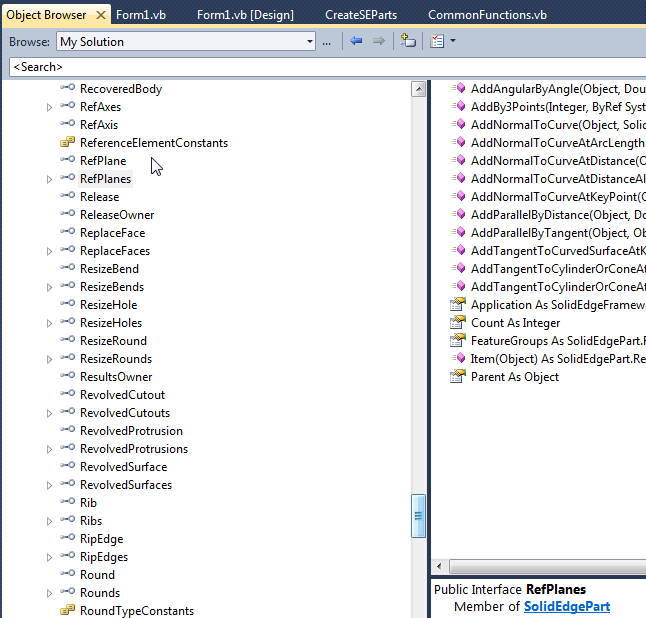 Object Browser
Form1.vb
Form1.vb [Design]
CreateSEParts
CommonFunctions.vb
Browse: My Solution
<Search>
RecoveredBody
RefAxes
RefAxis
ReferenceElementConstants
RefPlane
RefPlanes
Release
ReleaseOwner
ReplaceFace
ReplaceFaces
ResizeBend
ResizeBends
ResizeHole
ResizeHoles
ResizeRound
ResizeRounds
ResultsOwner
RevolvedCutout
RevolvedCutouts
RevolvedProtrusion
RevolvedProtrusions
RevolvedSurface
RevolvedSurfaces
Rib
Ribs
RipEdge
RipEdges
Round
Rounds
RoundTypeConstants
AddAngularByAngle(Object, Dou
AddBy3Points(Integer, ByRef Sys
AddNormalToCurve(Object, Solid
AddNormalToCurveAtArcLength
AddNormalToCurveAtDistance(O
AddNormalToCurveAtDistanceAl
AddNormalToCurveAtKeyPoint(O
AddParallelByDistance(Object, Do
AddParallelByTangent(Object, Ob
AddTangentToCurvedSurfaceAtK
AddTangentToCylinderOrConeAt
AddTangentToCylinderOrConeAt
Application As SolidEdgeFramew
Count As Integer
FeatureGroups As SolidEdgePart.F
Item(Object) As SolidEdgePart.Re
Parent As Object
Public Interface RefPlanes
Member of SolidEdgePart